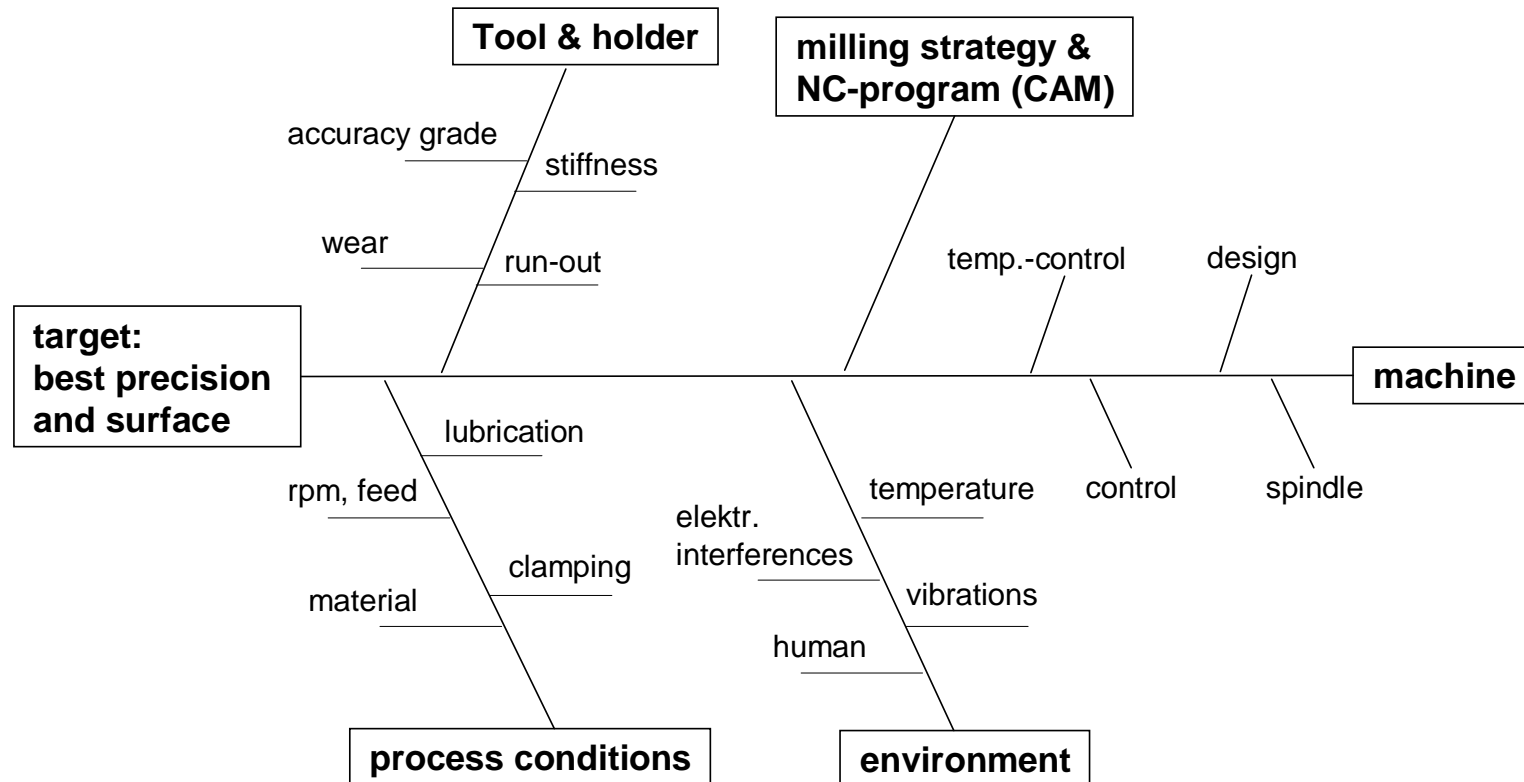 Tool & holder
milling strategy &
NC-program (CAM)
accuracy grade
stiffness
wear
run-out
temp.-control
design
target:
best precision
and surface
machine
lubrication
rpm, feed
temperature
control
spindle
elektr.
interferences
clamping
material
vibrations
human
process conditions
environment